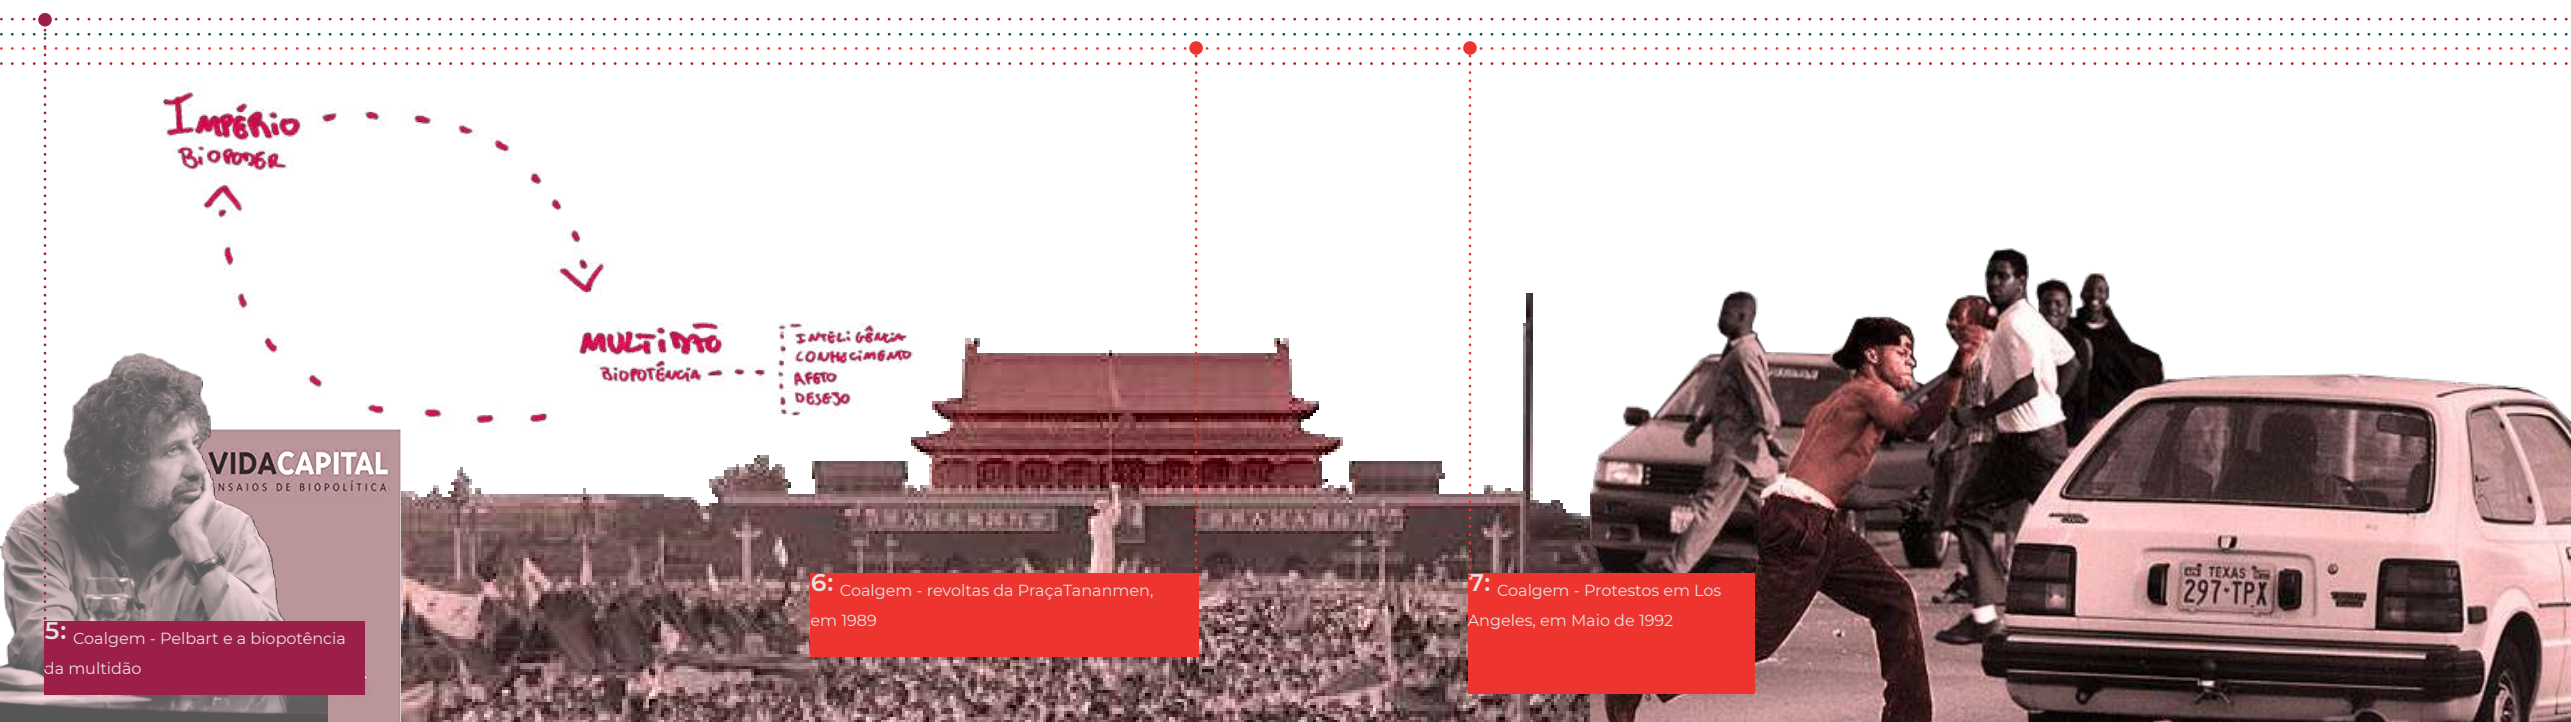 IMPÉRIO
BIOPODER
MULTIDÃO
BIOPOTÊNCIA
INTELIGÊNCIA
CONHECIMENTO
AFETO
DESEJO
VIDACAPITAL
NSAIOS DE BIOPOLÍTICA
5: Coalgem - Pelbart e a biopotência
da multidão
6: Coalgem - revoltas da PraçaTananmen,
em 1989
7: Coalgem - Protestos em Los
Angeles, em Maio de 1992
TEXAS
297·TPX